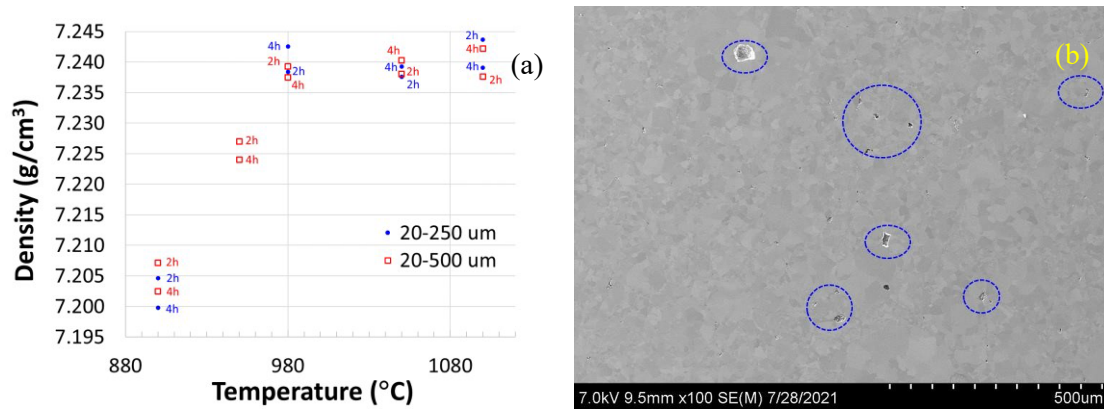 7.245
7.240
7.235
7.230
7.225
7.220
7.215
7.210
7.205
7.200
7.195
Density (g/cm³)
880
980
1080
Temperature (°C)
2h
4h
2h
4h
2h
4h
4h
2h
2h
4h
4h
4h
2h
2h
2h
4h
4h
2h
20-250 um
20-500 um
(a)
(b)
7.0kV 9.5mm x100 SE(M) 7/28/2021
500um